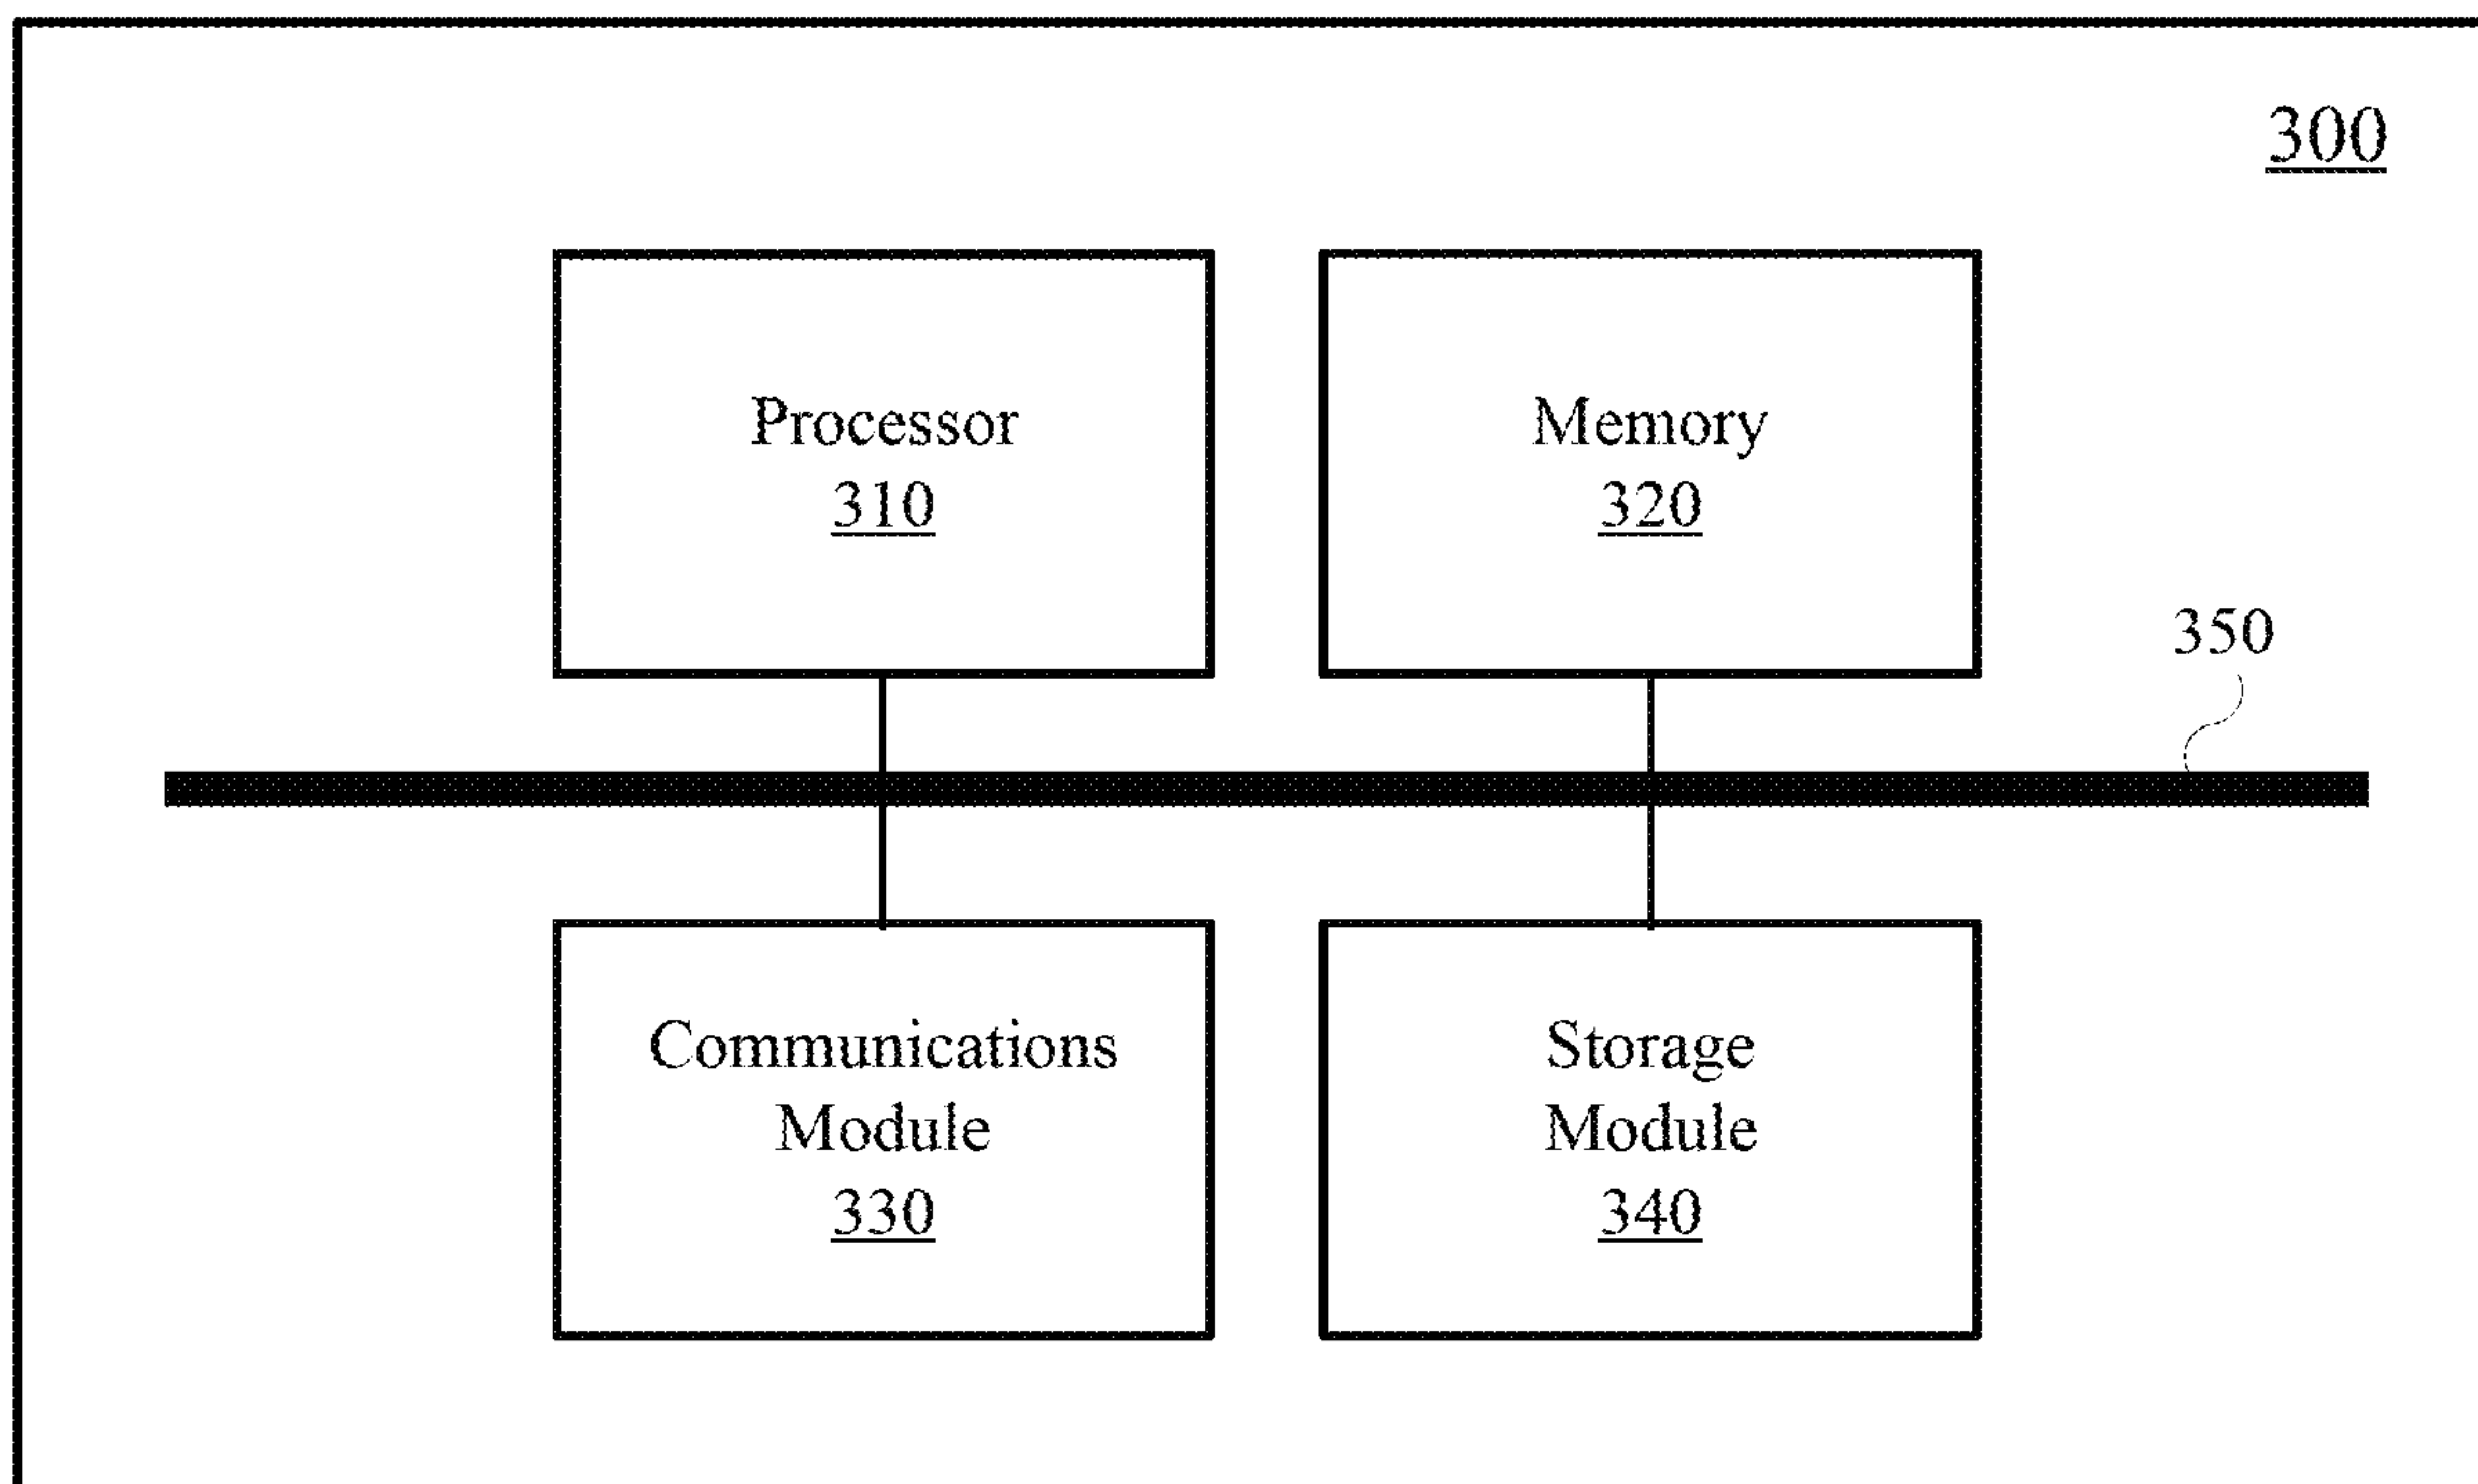 300
Processor
310
Memory
320
350
Communications
Module
330
Storage
Module
340